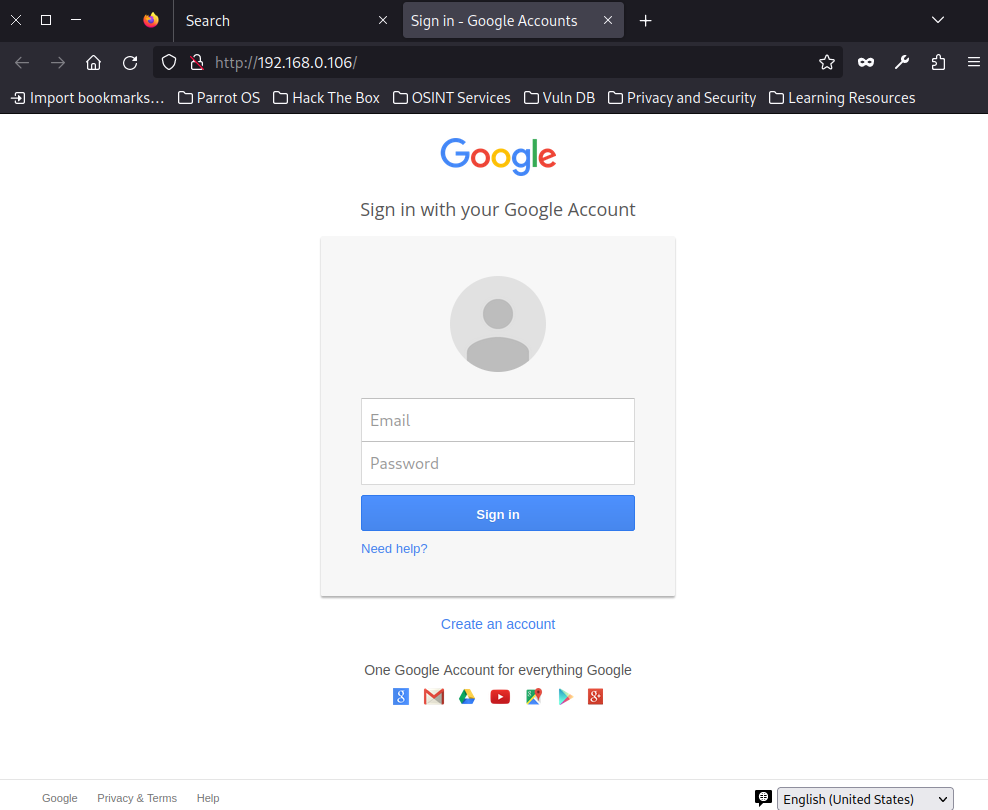 Search
Sign in - Google Accounts
http://192.168.0.106/
Import bookmarks... Parrot OS Hack The Box OSINT Services Vuln DB Privacy and Security Learning Resources
Google
Sign in with your Google Account
Email
Password
Sign in
Need help?
Create an account
One Google Account for everything Google
Google Privacy & Terms Help
English (United States)